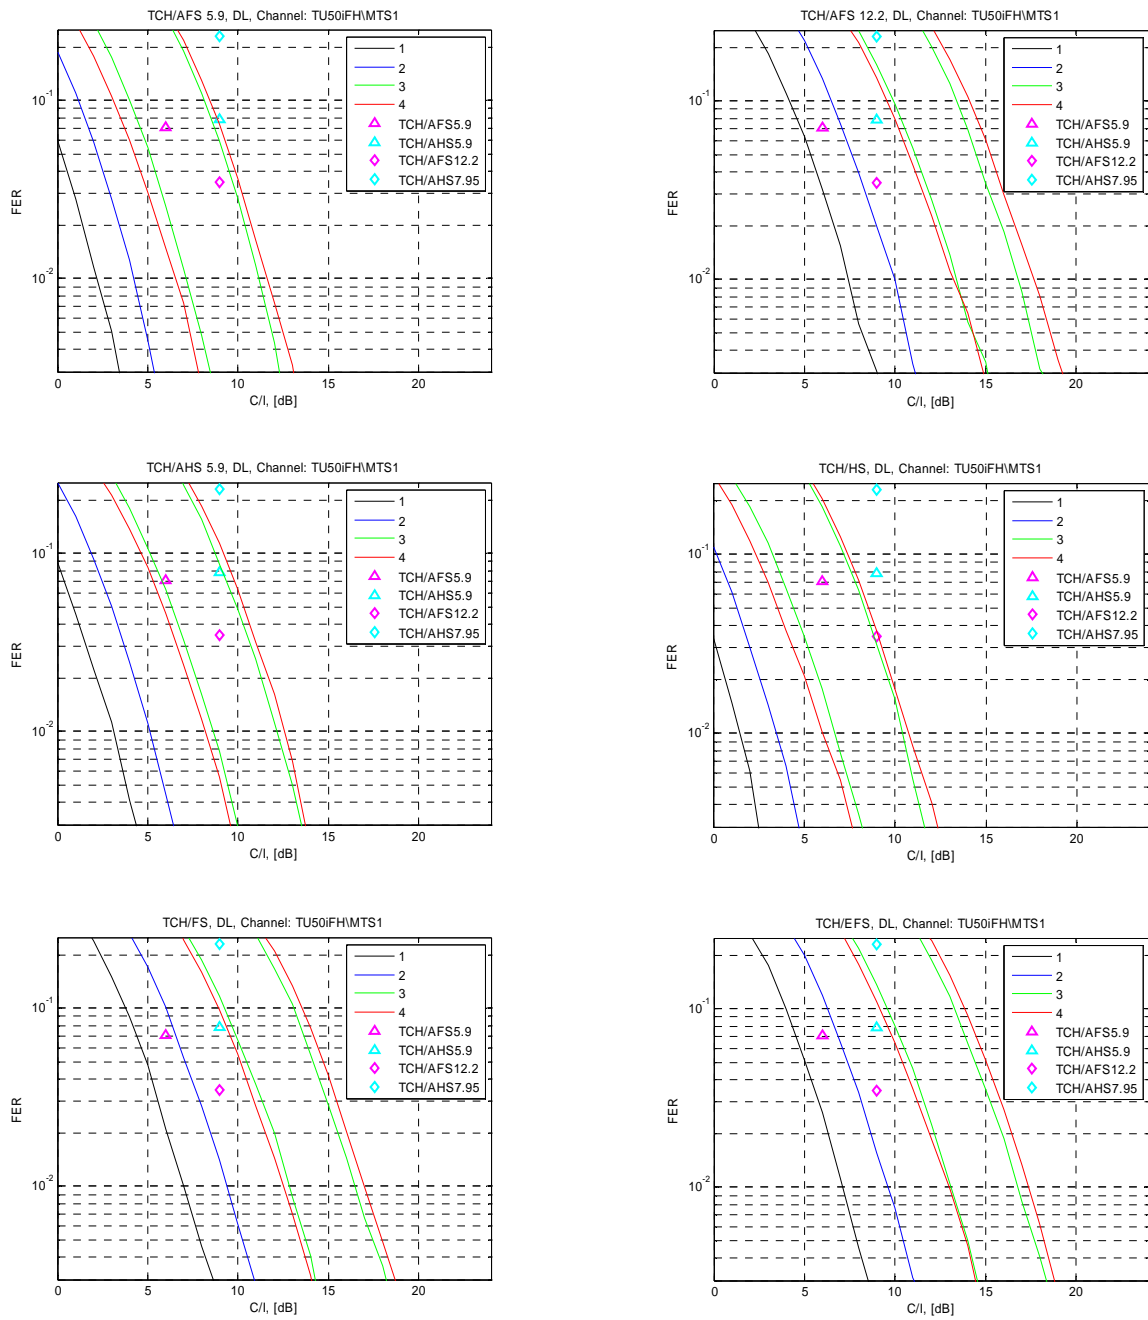 TCH/AFS 5.9, DL, Channel: TU50iFH\MTS1
FER
10^-1
10^-2
0 5 10 15 20
C/I, [dB]
1
2
3
4
TCH/AFS5.9
TCH/AHS5.9
TCH/AFS12.2
TCH/AHS7.95
TCH/AFS 12.2, DL, Channel: TU50iFH\MTS1
FER
10^-1
10^-2
0 5 10 15 20
C/I, [dB]
1
2
3
4
TCH/AFS5.9
TCH/AHS5.9
TCH/AFS12.2
TCH/AHS7.95
TCH/AHS 5.9, DL, Channel: TU50iFH\MTS1
FER
10^-1
10^-2
0 5 10 15 20
C/I, [dB]
1
2
3
4
TCH/AFS5.9
TCH/AHS5.9
TCH/AFS12.2
TCH/AHS7.95
TCH/HS, DL, Channel: TU50iFH\MTS1
FER
10^-1
10^-2
0 5 10 15 20
C/I, [dB]
1
2
3
4
TCH/AFS5.9
TCH/AHS5.9
TCH/AFS12.2
TCH/AHS7.95
TCH/FS, DL, Channel: TU50iFH\MTS1
FER
10^-1
10^-2
0 5 10 15 20
C/I, [dB]
1
2
3
4
TCH/AFS5.9
TCH/AHS5.9
TCH/AFS12.2
TCH/AHS7.95
TCH/EFS, DL, Channel: TU50iFH\MTS1
FER
10^-1
10^-2
0 5 10 15 20
C/I, [dB]
1
2
3
4
TCH/AFS5.9
TCH/AHS5.9
TCH/AFS12.2
TCH/AHS7.95